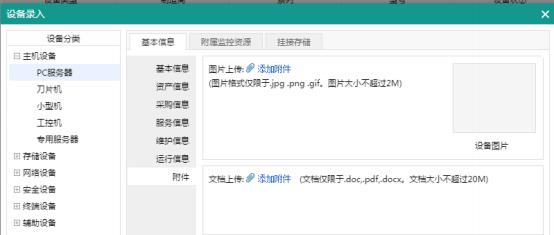 设备录入
设备分类
主机设备
PC服务器
刀片机
小型机
工控机
专用服务器
存储设备
网络设备
安全设备
终端设备
辅助设备
基本信息 附属监控资源 挂接存储
基本信息
资产信息
采购信息
服务信息
维护信息
运行信息
附件
图片上传: 添加附件
(图片格式仅限于.jpg .png .gif。图片大小不超过2M)
设备图片
文档上传: 添加附件 (文档仅限于.doc,.pdf,.docx。文档大小不超过20M)